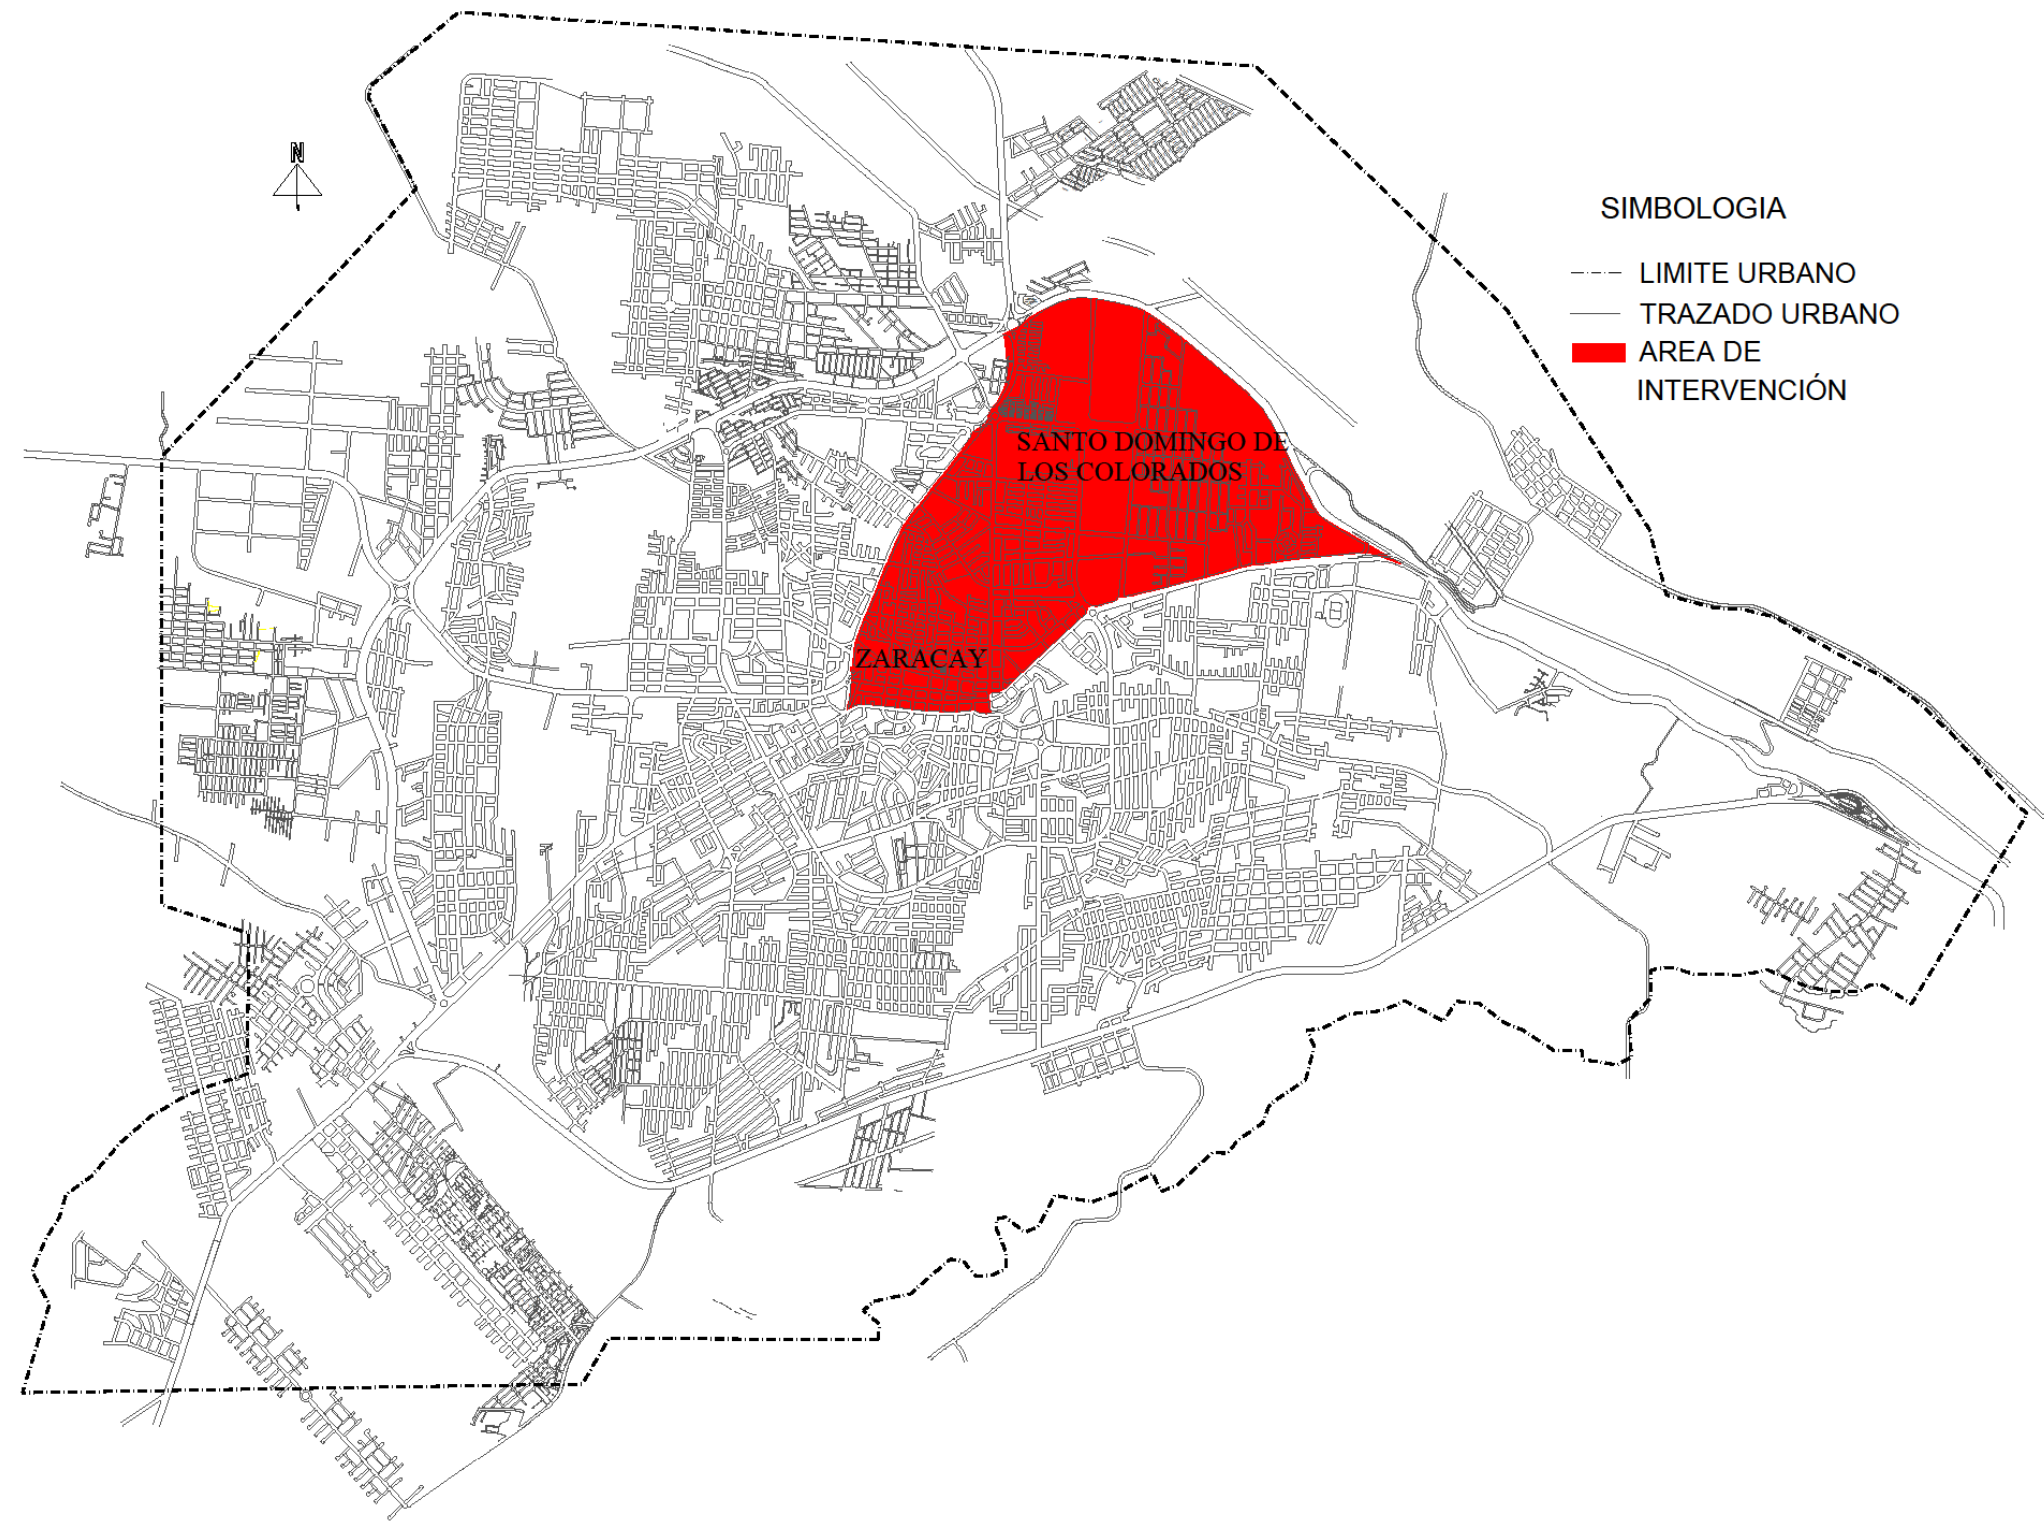 N
SIMBOLOGIA
LIMITE URBANO
TRAZADO URBANO
AREA DE
INTERVENCIÓN
SANTO DOMINGO DE
LOS COLORADOS
ZARACAY